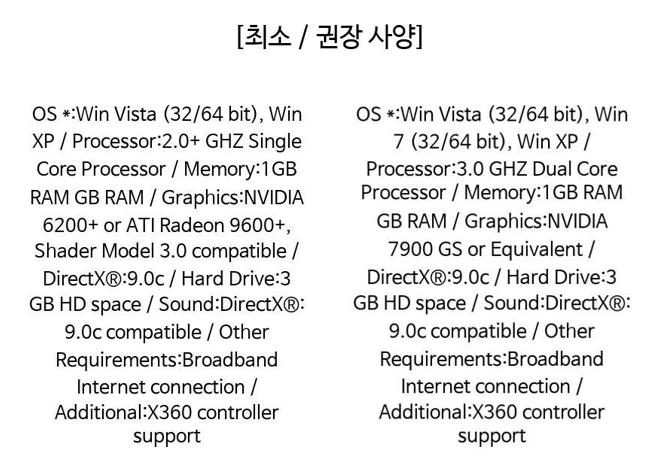 [최소 / 권장 사양]
OS *:Win Vista (32/64 bit), Win
XP / Processor:2.0+ GHZ Single
Core Processor / Memory:1GB
RAM GB RAM / Graphics:NVIDIA
6200+ or ATI Radeon 9600+,
Shader Model 3.0 compatible /
DirectX®:9.0c / Hard Drive:3
GB HD space / Sound:DirectX®:
9.0c compatible / Other
Requirements:Broadband
Internet connection /
Additional:X360 controller
support
OS *:Win Vista (32/64 bit), Win
7 (32/64 bit), Win XP /
Processor:3.0 GHZ Dual Core
Processor / Memory:1GB RAM
GB RAM / Graphics:NVIDIA
7900 GS or Equivalent /
DirectX®:9.0c / Hard Drive:3
GB HD space / Sound:DirectX®:
9.0c compatible / Other
Requirements:Broadband
Internet connection /
Additional:X360 controller
support